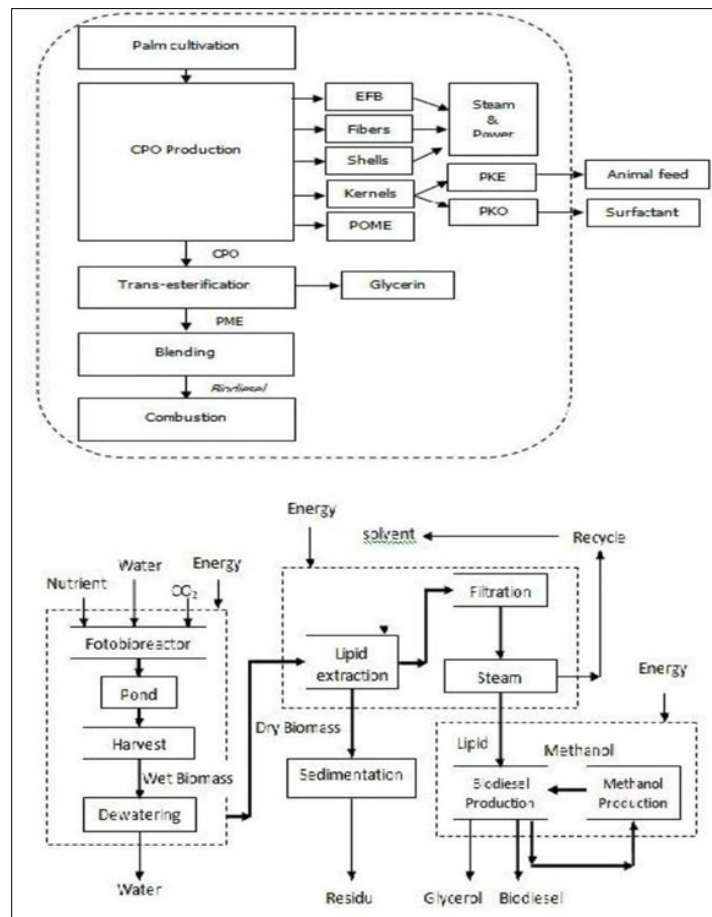 Palm cultivation
CPO Production
EFB
Fibers
Shells
Kernels
POME
Steam
&
Power
PKE
PKO
Animal feed
Surfactant
CPO
Trans-esterification
Glycerin
PME
Blending
Biodiesel
Combustion
Energy
solvent
Recycle
Water
Energy
Nutrient
CO2
Fotobioreactor
Pond
Harvest
Wet Biomass
Dewatering
Water
Filtration
Lipid
extraction
Steam
Energy
Dry Biomass
Sedimentation
Residu
Lipid
Methanol
Biodiesel
Production
Methanol
Production
Glycerol
Biodiesel